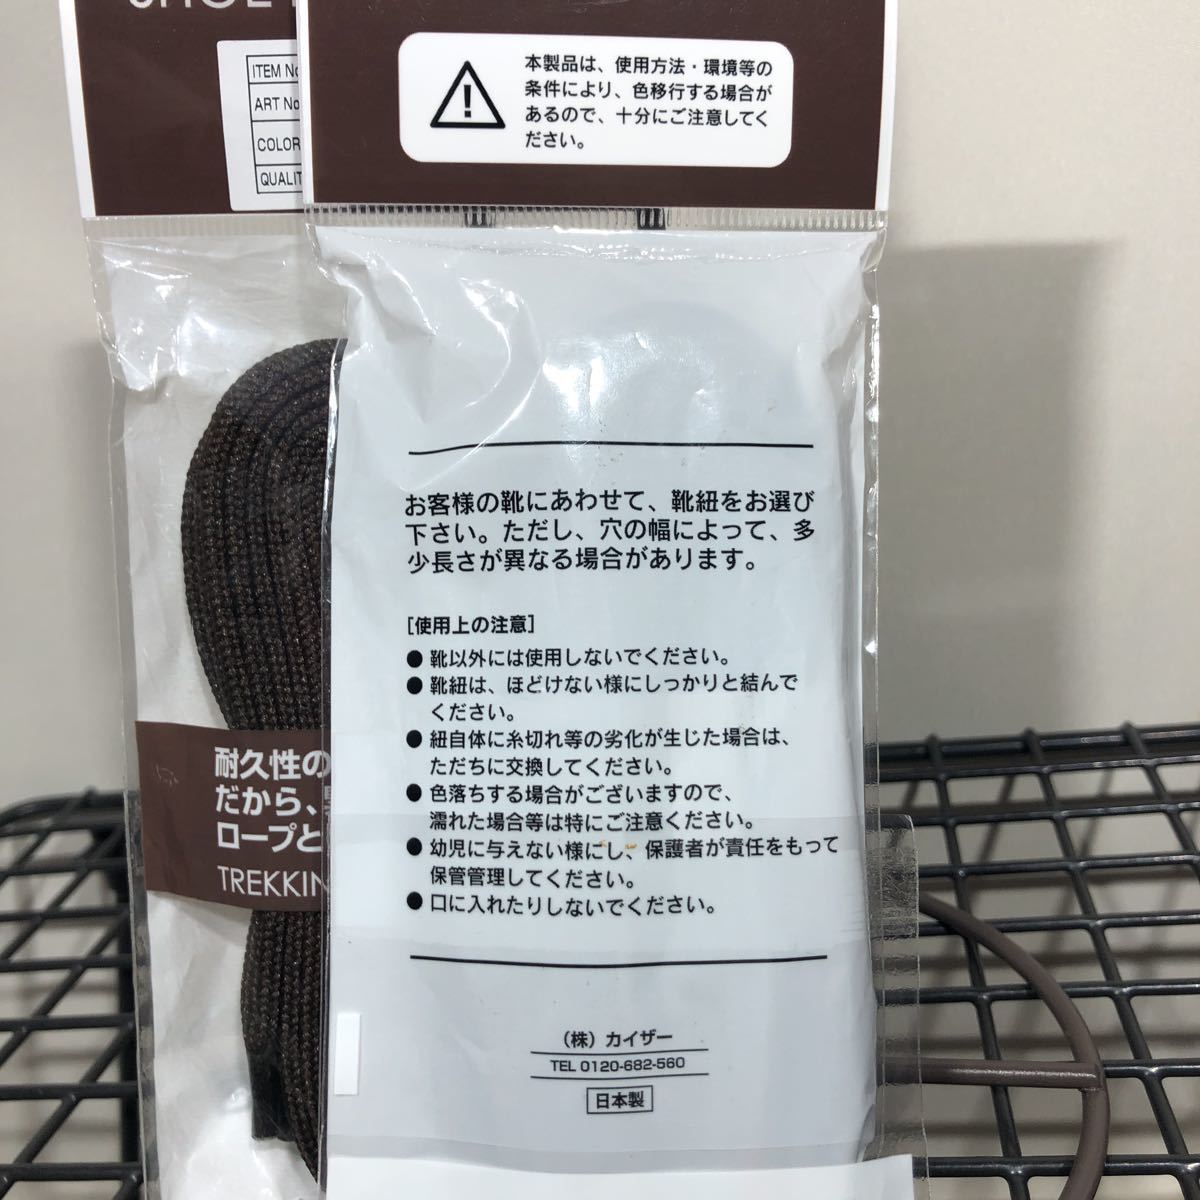 ITEM No
ART No
COLOR
QUALIT
本製品は、使用方法・環境等の
条件により、色移行する場合が
あるので、十分にご注意してく
ださい。
お客様の靴にあわせて、靴紐をお選び
下さい。ただし、穴の幅によって、多
少長さが異なる場合があります。
[使用上の注意]
● 靴以外には使用しないでください。
● 靴紐は、ほどけない様にしっかりと結んで
ください。
● 紐自体に糸切れ等の劣化が生じた場合は、
ただちに交換してください。
● 色落ちする場合がございますので、
濡れた場合等は特にご注意ください。
● 幼児に与えない様にし、保護者が責任をもって
保管管理してください。
● 口に入れたりしないでください。
耐久性の
だから、
ロープと
TREKKIN
(株) カイザー
TEL 0120-682-560
日本製